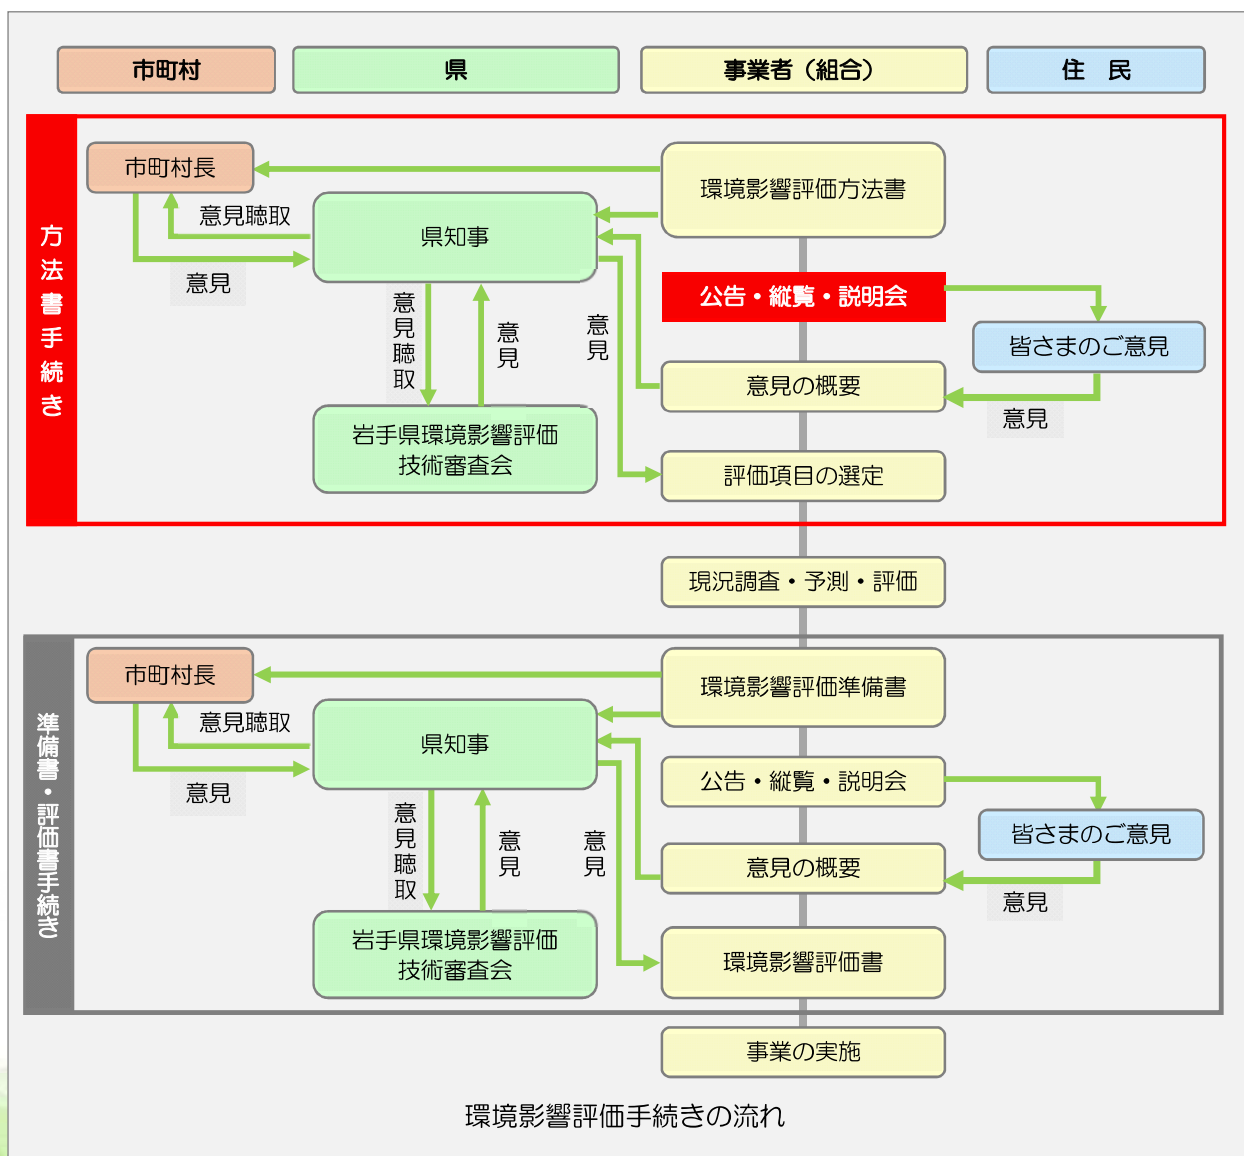 市町村
県
事業者（組合）
住　民
方法書手続き
市町村長
環境影響評価方法書
意見聴取
県知事
意見
公告・縦覧・説明会
意見聴取
意見
意見
皆さまのご意見
意見の概要
意見
岩手県環境影響評価
技術審査会
評価項目の選定
現況調査・予測・評価
準備書・評価書手続き
市町村長
環境影響評価準備書
意見聴取
県知事
意見
公告・縦覧・説明会
意見聴取
意見
意見
皆さまのご意見
意見の概要
意見
岩手県環境影響評価
技術審査会
環境影響評価書
事業の実施
環境影響評価手続きの流れ